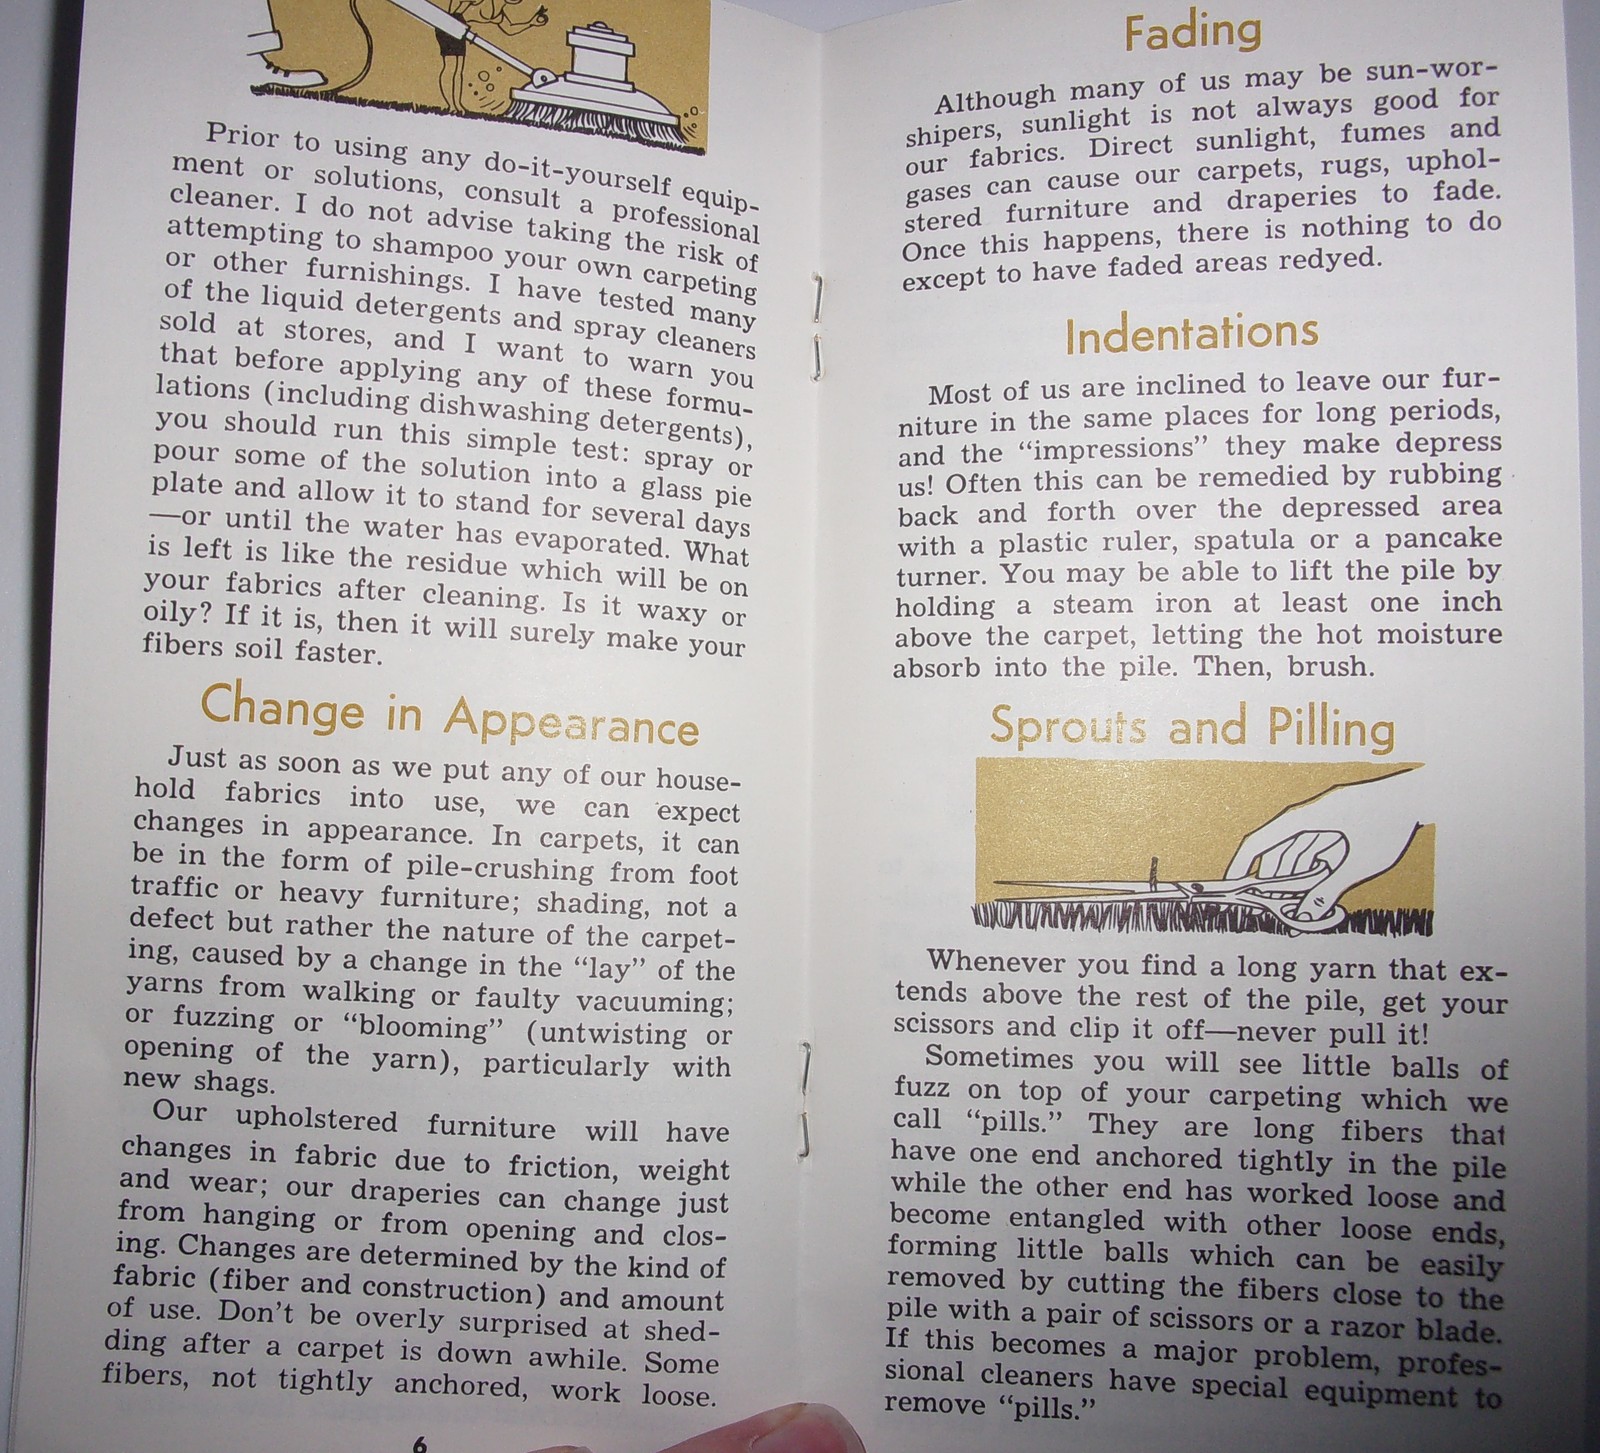 Prior to using any do-it-yourself equip-
ment or solutions, consult a professional
cleaner. I do not advise taking the risk of
attempting to shampoo your own carpeting
or other furnishings. I have tested many
of the liquid detergents and spray cleaners
sold at stores, and I want to warn you
that before applying any of these formu-
lations (including dishwashing detergents),
you should run this simple test: spray or
pour some of the solution into a glass pie
plate and allow it to stand for several days
—or until the water has evaporated. What
is left is like the residue which will be on
your fabrics after cleaning. Is it waxy or
oily? If it is, then it will surely make your
fibers soil faster.
Change in Appearance
Just as soon as we put any of our house-
hold fabrics into use, we can expect
changes in appearance. In carpets, it can
be in the form of pile-crushing from foot
traffic or heavy furniture; shading, not a
defect but rather the nature of the carpet-
ing, caused by a change in the “lay” of the
yarns from walking or faulty vacuuming;
or fuzzing or “blooming” (untwisting or
opening of the yarn), particularly with
new shags.
Our upholstered furniture will have
changes in fabric due to friction, weight
and wear; our draperies can change just
from hanging or from opening and clos-
ing. Changes are determined by the kind of
fabric (fiber and construction) and amount
of use. Don’t be overly surprised at shed-
ding after a carpet is down awhile. Some
fibers, not tightly anchored, work loose.
6
Fading
Although many of us may be sun-wor-
shipers, sunlight is not always good for
our fabrics. Direct sunlight, fumes and
gases can cause our carpets, rugs, uphol-
stered furniture and draperies to fade.
Once this happens, there is nothing to do
except to have faded areas redyed.
Indentations
Most of us are inclined to leave our fur-
niture in the same places for long periods,
and the “impressions” they make depress
us! Often this can be remedied by rubbing
back and forth over the depressed area
with a plastic ruler, spatula or a pancake
turner. You may be able to lift the pile by
holding a steam iron at least one inch
above the carpet, letting the hot moisture
absorb into the pile. Then, brush.
Sprouts and Pilling
Whenever you find a long yarn that ex-
tends above the rest of the pile, get your
scissors and clip it off—never pull it!
Sometimes you will see little balls of
fuzz on top of your carpeting which we
call “pills.” They are long fibers that
have one end anchored tightly in the pile
while the other end has worked loose and
become entangled with other loose ends,
forming little balls which can be easily
removed by cutting the fibers close to the
pile with a pair of scissors or a razor blade.
If this becomes a major problem, profes-
sional cleaners have special equipment to
remove “pills.”